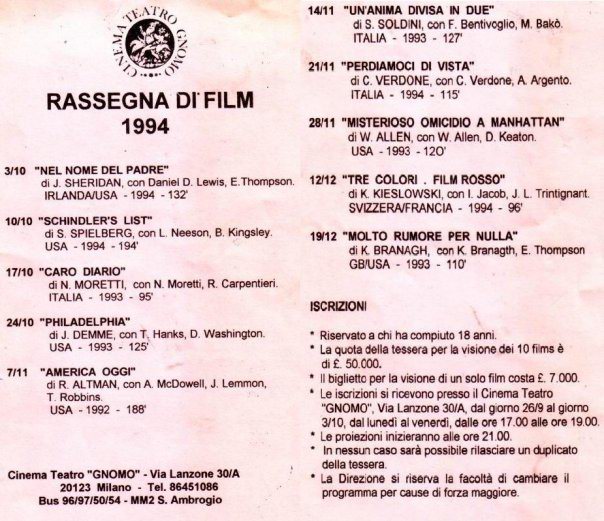 CINEMA TEATRO GNOMO
RASSEGNA DI FILM
1994
3/10 "NEL NOME DEL PADRE"
di J. SHERIDAN, con Daniel D. Lewis, E.Thompson.
IRLANDA/USA - 1994 - 132'
10/10 "SCHINDLER'S LIST"
di S. SPIELBERG, con L. Neeson, B. Kingsley.
USA - 1994 - 194'
17/10 "CARO DIARIO"
di N. MORETTI, con N. Moretti, R. Carpentieri.
ITALIA - 1993 - 95'
24/10 "PHILADELPHIA"
di J. DEMME, con T. Hanks, D. Washington.
USA - 1993 - 125'
7/11 "AMERICA OGGI"
di R. ALTMAN, con A. McDowell, J. Lemmon,
T. Robbins.
USA - 1992 - 188'
Cinema Teatro "GNOMO" - Via Lanzone 30/A
20123 Milano - Tel. 86451086
Bus 96/97/50/54 - MM2 S. Ambrogio
14/11 "UN'ANIMA DIVISA IN DUE"
di S. SOLDINI, con F. Bentivoglio, M. Bakò.
ITALIA - 1993 - 127'
21/11 "PERDIAMOCI DI VISTA"
di C. VERDONE, con C. Verdone, A. Argento.
ITALIA - 1994 - 115'
28/11 "MISTERIOSO OMICIDIO A MANHATTAN"
di W. ALLEN, con W. Allen, D. Keaton.
USA - 1993 - 12O'
12/12 "TRE COLORI . FILM ROSSO"
di K. KIESLOWSKI, con I. Jacob, J. L. Trintignant.
SVIZZERA/FRANCIA - 1994 - 96'
19/12 "MOLTO RUMORE PER NULLA"
di K. BRANAGH, con K. Branagth, E. Thompson
GB/USA - 1993 - 110'
ISCRIZIONI
* Riservato a chi ha compiuto 18 anni.
* La quota della tessera per la visione dei 10 films è
di £. 50.000.
* Il biglietto per la visione di un solo film costa £. 7.000.
* Le iscrizioni si ricevono presso il Cinema Teatro
"GNOMO", Via Lanzone 30/A, dal giorno 26/9 al giorno
3/10, dal lunedì al venerdì, dalle ore 17.00 alle ore 19.00.
* Le proiezioni inizieranno alle ore 21.00.
* In nessun caso sarà possibile rilasciare un duplicato
della tessera.
* La Direzione si riserva la facoltà di cambiare il
programma per cause di forza maggiore.